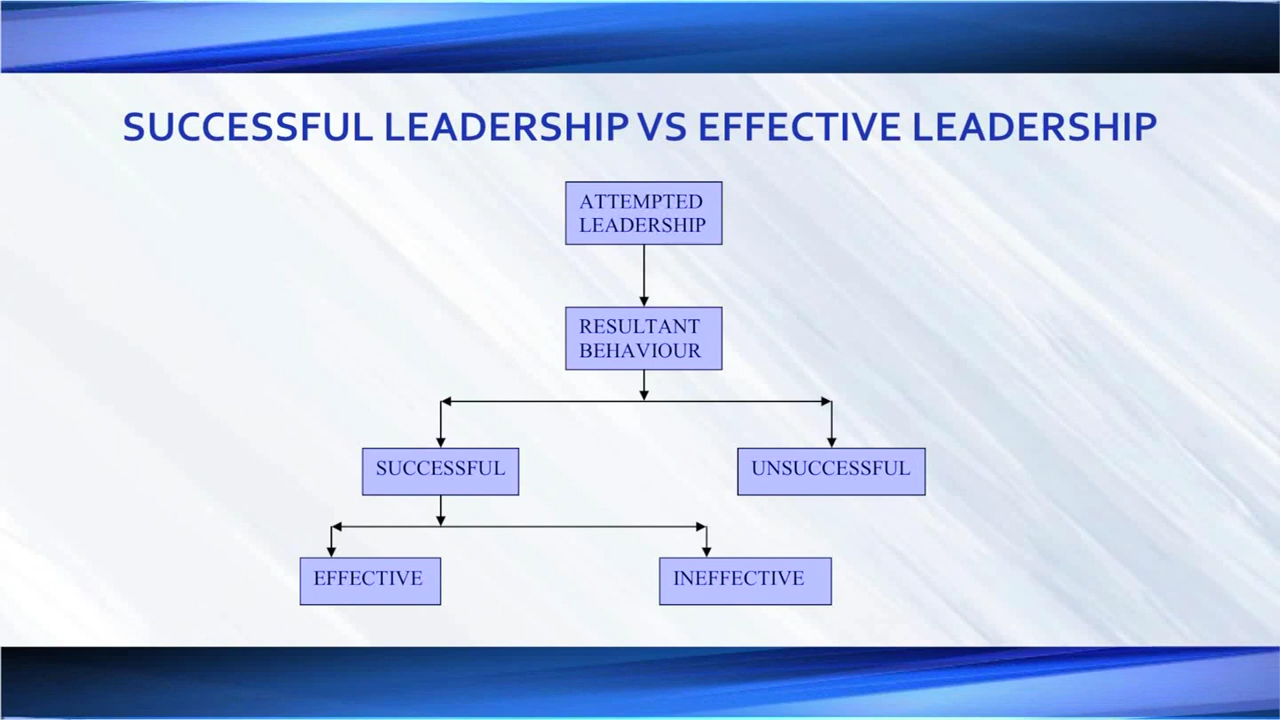 SUCCESSFUL LEADERSHIP VS EFFECTIVE LEADERSHIP
ATTEMPTED
LEADERSHIP
RESULTANT
BEHAVIOUR
SUCCESSFUL
UNSUCCESSFUL
EFFECTIVE
INEFFECTIVE